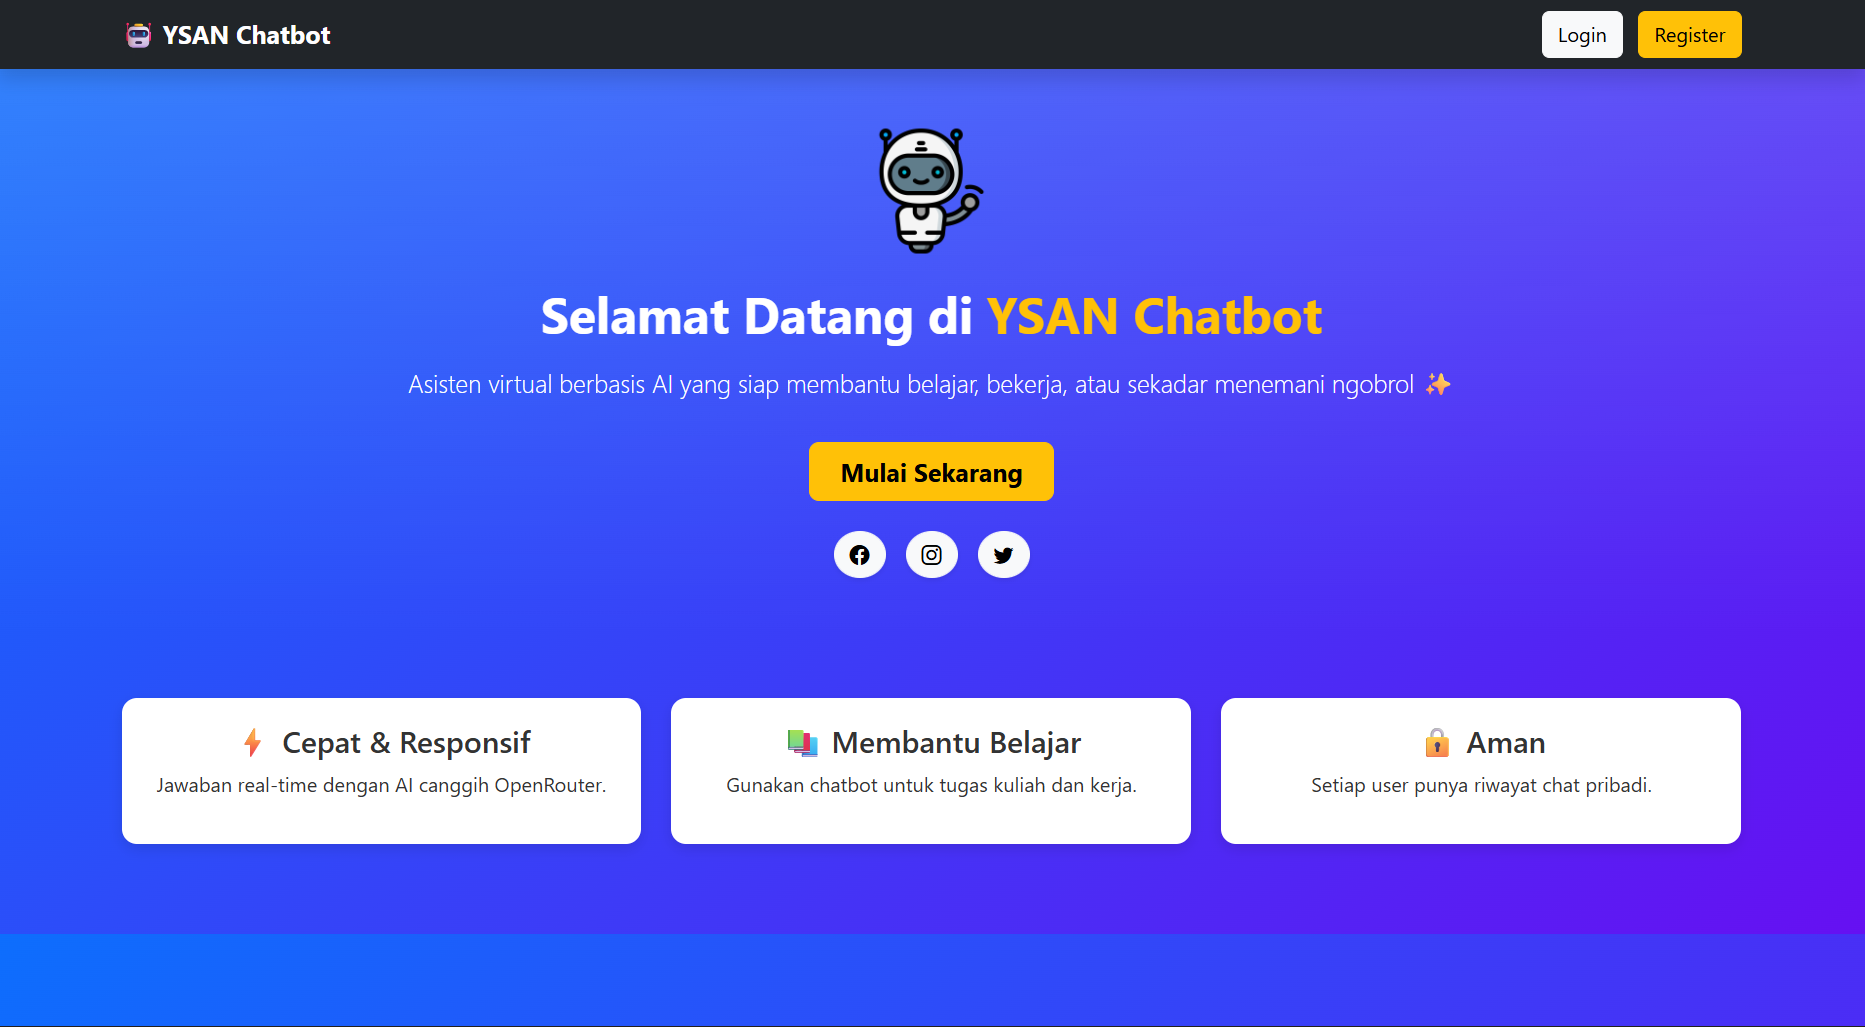 YSAN Chatbot
Login
Register
Selamat Datang di YSAN Chatbot
Asisten virtual berbasis AI yang siap membantu belajar, bekerja, atau sekadar menemani ngobrol ✨
Mulai Sekarang
⚡ Cepat & Responsif
Jawaban real-time dengan AI canggih OpenRouter.
📚 Membantu Belajar
Gunakan chatbot untuk tugas kuliah dan kerja.
🔒 Aman
Setiap user punya riwayat chat pribadi.